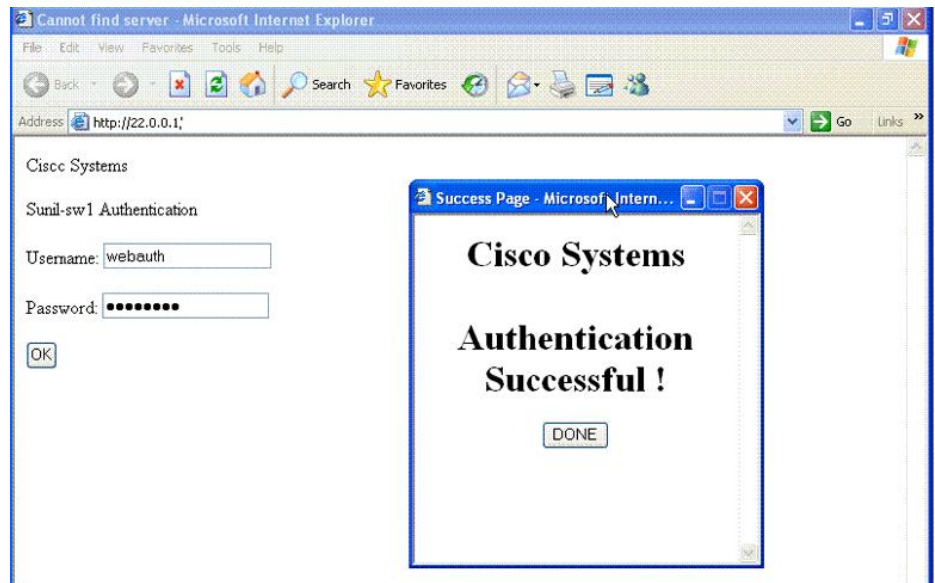 Cannot find server - Microsoft Internet Explorer
File Edit View Favorites Tools Help
Back Search Favorites
Address http://22.0.0.1,' Go Links »
Ciscc Systems
Sunil-sw1 Authentication
Username: webauth
Password: ••••••••
OK
Success Page - Microsoft Intern...
Cisco Systems
Authentication
Successful !
DONE